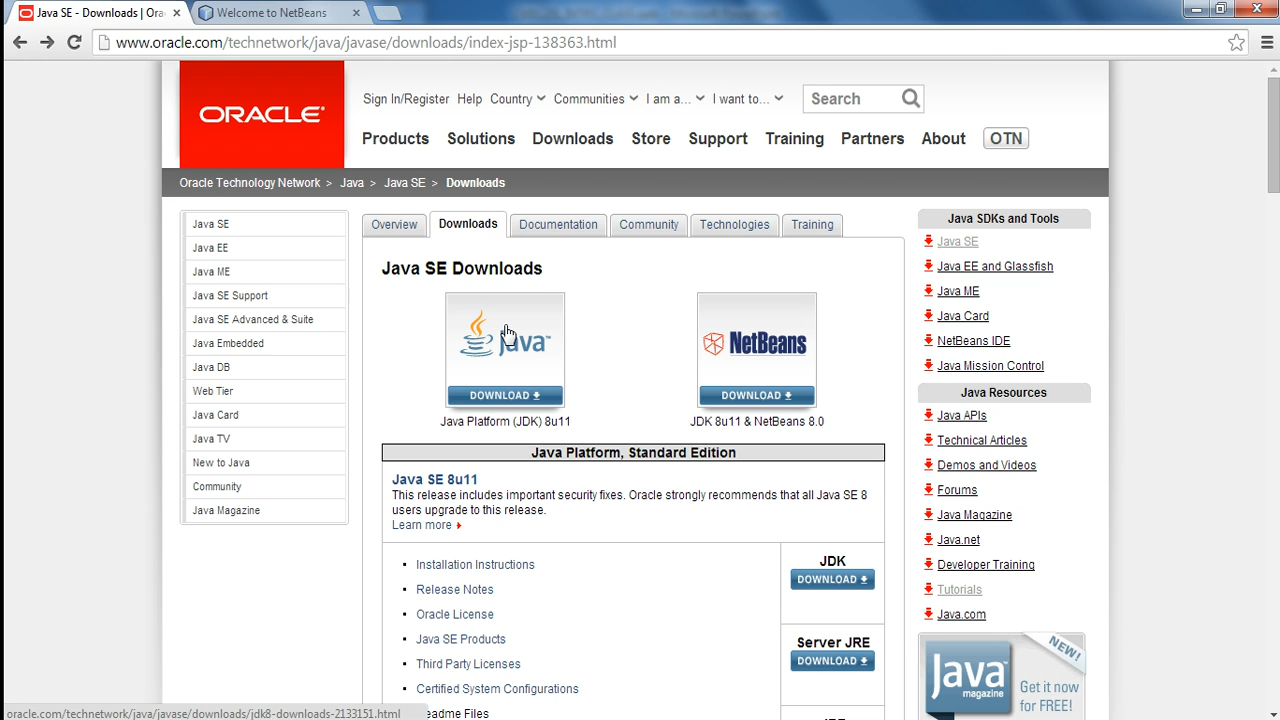 Java SE - Downloads | Ora
Welcome to NetBeans
www.oracle.com/technetwork/java/javase/downloads/index-jsp-138363.html
ORACLE
Sign In/Register Help Country Communities I am a... I want to... Search
Products Solutions Downloads Store Support Training Partners About OTN
Oracle Technology Network > Java > Java SE > Downloads
Java SE
Java EE
Java ME
Java SE Support
Java SE Advanced & Suite
Java Embedded
Java DB
Web Tier
Java Card
Java TV
New to Java
Community
Java Magazine
Overview Downloads Documentation Community Technologies Training
Java SE Downloads
Java™
DOWNLOAD
Java Platform (JDK) 8u11
NetBeans
DOWNLOAD
JDK 8u11 & NetBeans 8.0
Java Platform, Standard Edition
Java SE 8u11
This release includes important security fixes. Oracle strongly recommends that all Java SE 8
users upgrade to this release.
Learn more
Installation Instructions
Release Notes
Oracle License
Java SE Products
Third Party Licenses
Certified System Configurations
eadme Files
JDK
DOWNLOAD
Server JRE
DOWNLOAD
Java SDKs and Tools
Java SE
Java EE and Glassfish
Java ME
Java Card
NetBeans IDE
Java Mission Control
Java Resources
Java APIs
Technical Articles
Demos and Videos
Forums
Java Magazine
Java.net
Developer Training
Tutorials
Java.com
NEW!
Java
magazine
Get it now
for FREE!
oracle.com/technetwork/java/javase/downloads/jdk8-downloads-2133151.html